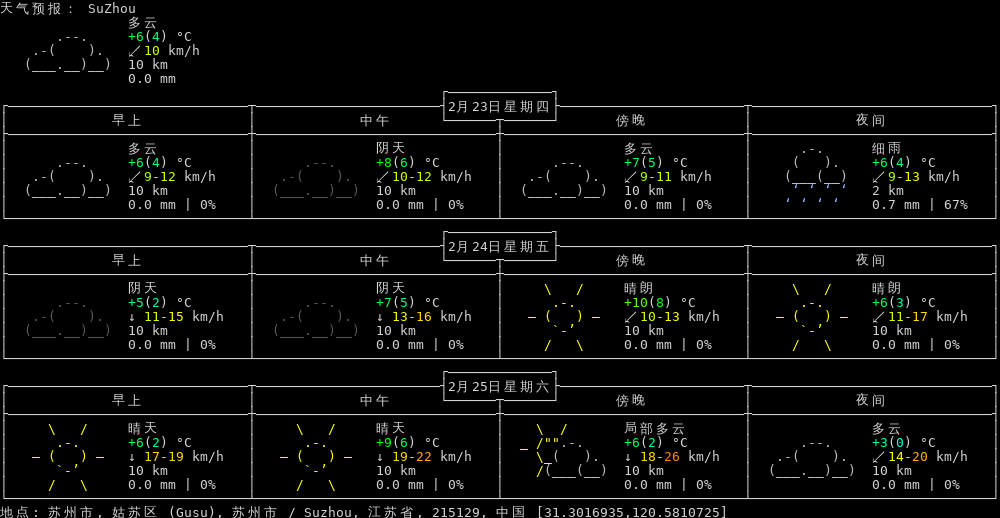 天气预报: SuZhou
多云
+6(4) °C
↙ 10 km/h
10 km
0.0 mm
2月23日星期四
早上 中午 傍晚 夜间
多云 阴天 多云 细雨
+6(4) °C +8(6) °C +7(5) °C +6(4) °C
↙ 9-12 km/h ↙ 10-12 km/h ↙ 9-11 km/h ↙ 9-13 km/h
10 km 10 km 10 km 2 km
0.0 mm | 0% 0.0 mm | 0% 0.0 mm | 0% 0.7 mm | 67%
2月24日星期五
早上 中午 傍晚 夜间
阴天 阴天 晴朗 晴朗
+5(2) °C +7(5) °C +10(8) °C +6(3) °C
↓ 11-15 km/h ↓ 13-16 km/h ↙ 10-13 km/h ↙ 11-17 km/h
10 km 10 km 10 km 10 km
0.0 mm | 0% 0.0 mm | 0% 0.0 mm | 0% 0.0 mm | 0%
2月25日星期六
早上 中午 傍晚 夜间
晴天 晴天 局部多云 多云
+6(2) °C +9(6) °C +6(2) °C +3(0) °C
↓ 17-19 km/h ↓ 19-22 km/h ↓ 18-26 km/h ↙ 14-20 km/h
10 km 10 km 10 km 10 km
0.0 mm | 0% 0.0 mm | 0% 0.0 mm | 0% 0.0 mm | 0%
地点: 苏州市, 姑苏区 (Gusu), 苏州市 / Suzhou, 江苏省, 215129, 中国 [31.3016935,120.5810725]